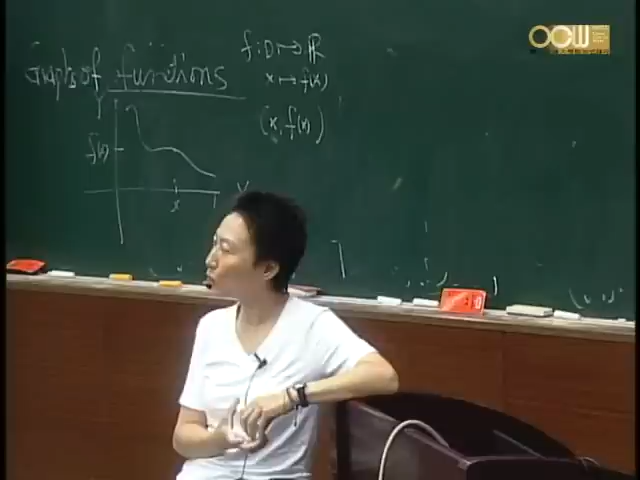 Graphs of functions
f: D ↦ ℝ
x ↦ f(x)
(x, f(x))
Y
f(x)
x
X
OCW